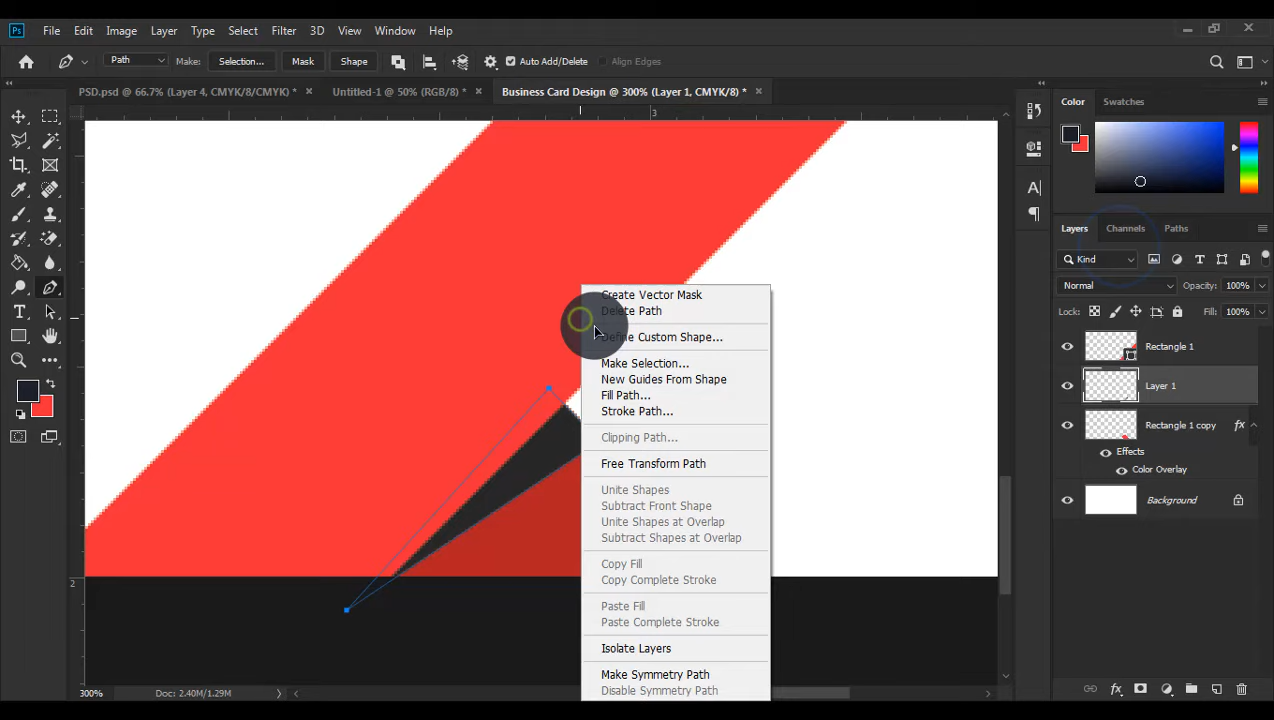 Ps File Edit Image Layer Type Select Filter 3D View Window Help
Path Make: Selection... Mask Shape Auto Add/Delete Align Edges
PSD.psd @ 66.7% (Layer 4, CMYK/8/CMYK) * × Untitled-1 @ 50% (RGB/8) * × Business Card Design @ 300% (Layer 1, CMYK/8) * ×
3
2
Create Vector Mask
Delete Path
Define Custom Shape...
Make Selection...
New Guides From Shape
Fill Path...
Stroke Path...
Clipping Path...
Free Transform Path
Unite Shapes
Subtract Front Shape
Unite Shapes at Overlap
Subtract Shapes at Overlap
Copy Fill
Copy Complete Stroke
Paste Fill
Paste Complete Stroke
Isolate Layers
Make Symmetry Path
Disable Symmetry Path
Color Swatches
Layers Channels Paths
Kind
Normal Opacity: 100%
Lock: Fill: 100%
Rectangle 1
Layer 1
Rectangle 1 copy fx
Effects
Color Overlay
Background
300% Doc: 2.40M/1.29M
fx